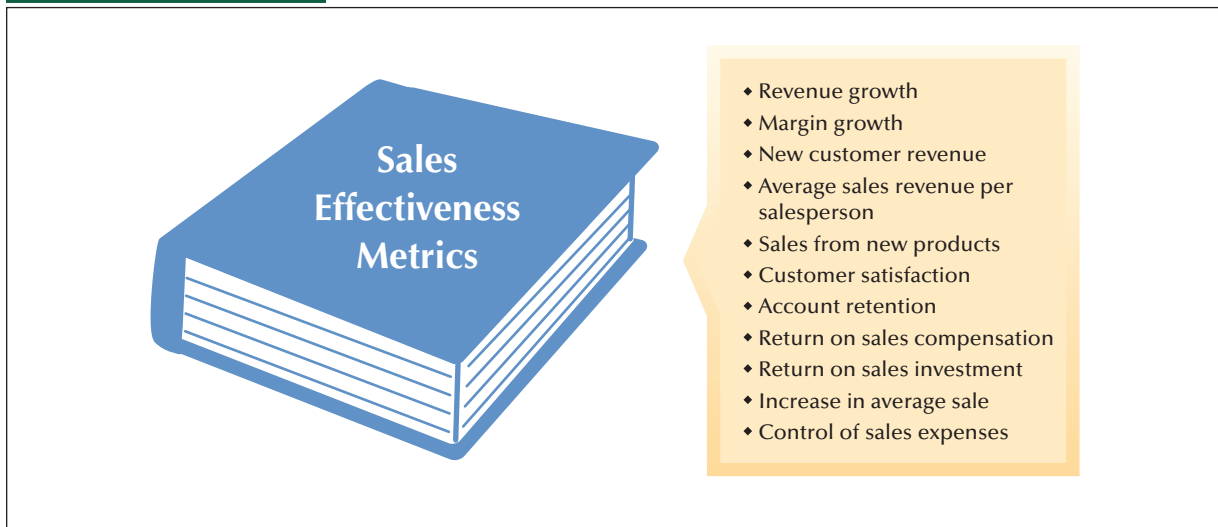 Sales
Effectiveness
Metrics
◆ Revenue growth
◆ Margin growth
◆ New customer revenue
◆ Average sales revenue per
salesperson
◆ Sales from new products
◆ Customer satisfaction
◆ Account retention
◆ Return on sales compensation
◆ Return on sales investment
◆ Increase in average sale
◆ Control of sales expenses